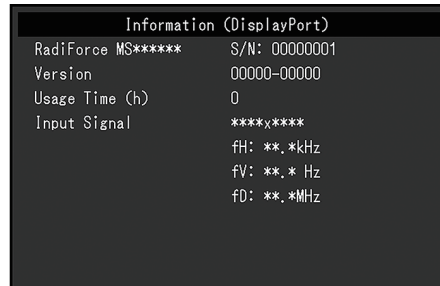 Information (DisplayPort)
RadiForce MS****** S/N: 00000001
Version 00000-00000
Usage Time (h) 0
Input Signal ****x****
fH: **.*kHz
fV: **.* Hz
fD: **.*MHz